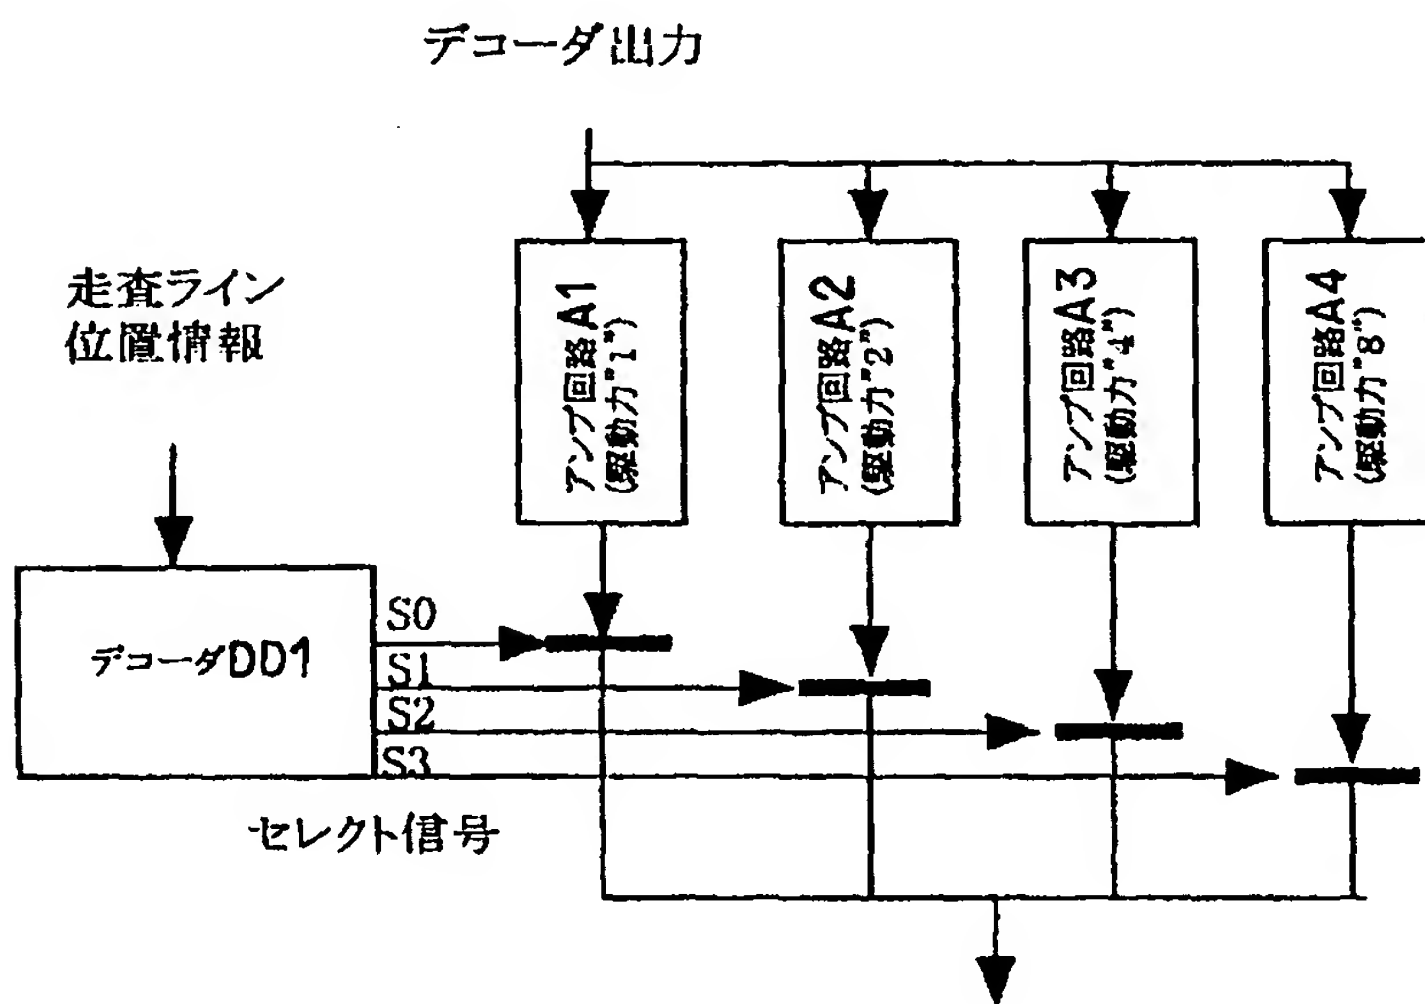 デコーダ出力
走査ライン
位置情報
アンプ回路A1
(駆動力"1")
アンプ回路A2
(駆動力"2")
アンプ回路A3
(駆動力"4")
アンプ回路A4
(駆動力"8")
デコーダDD1
S0
S1
S2
S3
セレクト信号